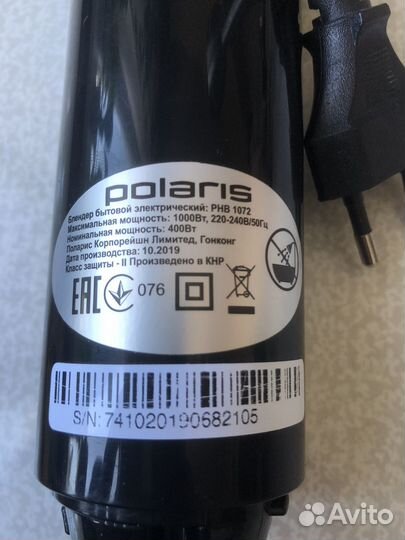 polaris
Блендер бытовой электрический: PHB 1072
Максимальная мощность: 1000Вт, 220-240В/50Гц
Номинальная мощность: 400Вт
Поларис Корпорейшн Лимитед, Гонконг
Дата производства: 10.2019
Класс защиты - II Произведено в КНР
EAC 076
S/N: 741020190682105
Avito